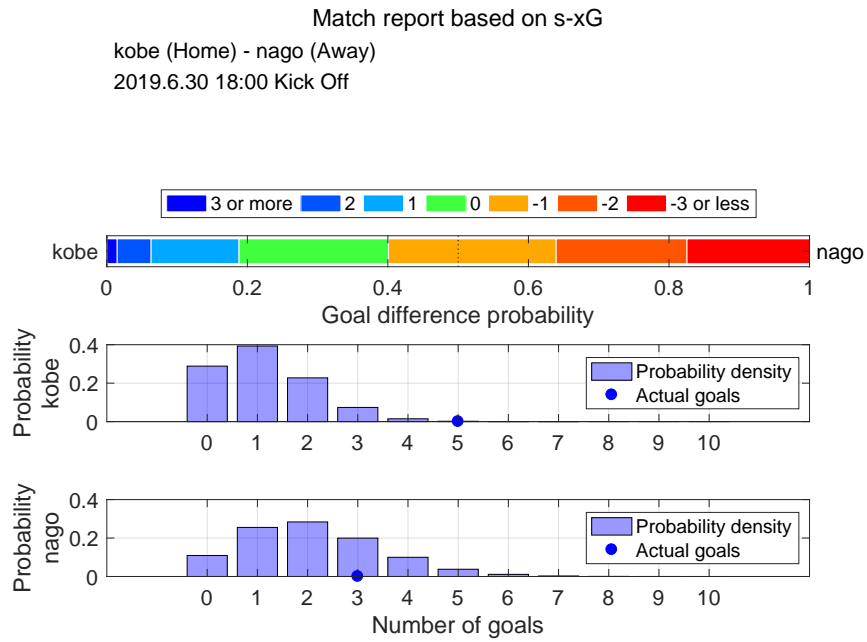 Match report based on s-xG
kobe (Home) - nago (Away)
2019.6.30 18:00 Kick Off
3 or more 2 1 0 -1 -2 -3 or less
kobe nago
0 0.2 0.4 0.6 0.8 1
Goal difference probability
Probability
kobe
0.4
0.2
0
Probability density
Actual goals
0 1 2 3 4 5 6 7 8 9 10
Probability
nago
0.4
0.2
0
Probability density
Actual goals
0 1 2 3 4 5 6 7 8 9 10
Number of goals